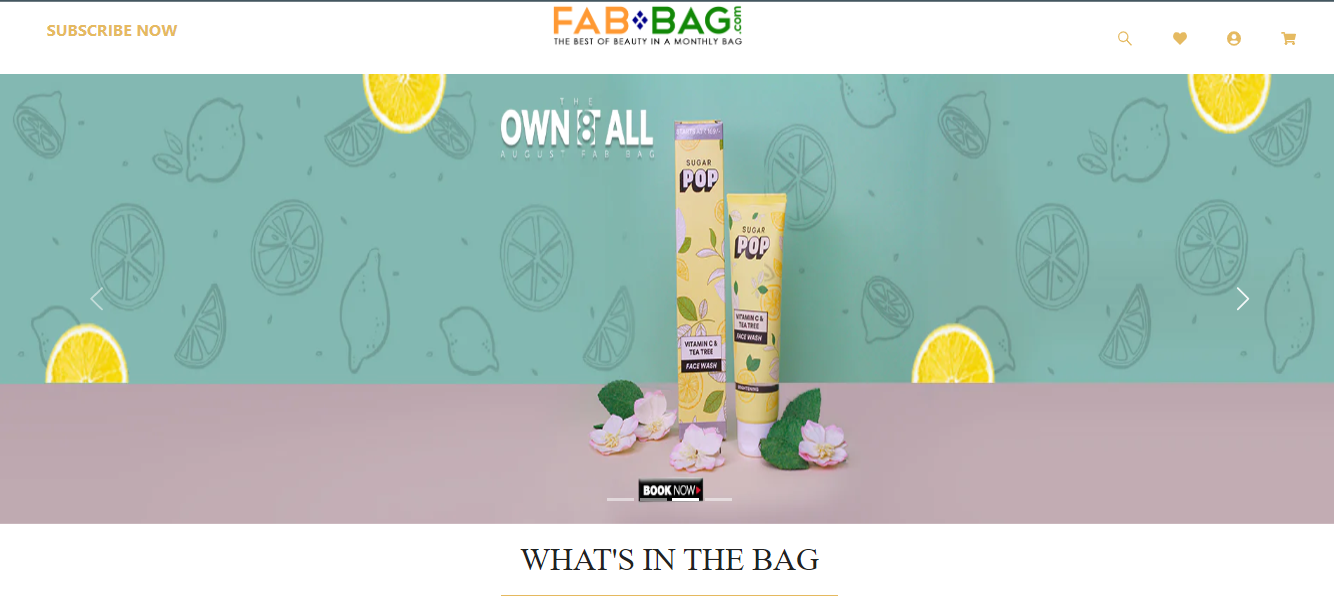 SUBSCRIBE NOW
FAB BAG.com
THE BEST OF BEAUTY IN A MONTHLY BAG
THE
OWN 8T ALL
AUGUST FAB BAG
SUGAR
POP
VITAMIN C &
TEA TREE
FACE WASH
SUGAR
POP
VITAMIN C &
TEA TREE
FACE WASH
BRIGHTENING
BOOK NOW
WHAT'S IN THE BAG